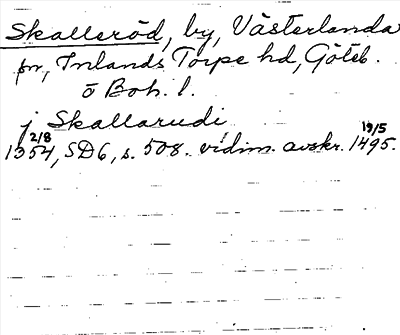 Skalleröd, by, Västerlanda
sn, Inlands Torpe hd, Göteb.
o Boh. l.
j Skallarudi
2/8 19/5
1354, SD6, s. 508. vidim. avskr. 1495.